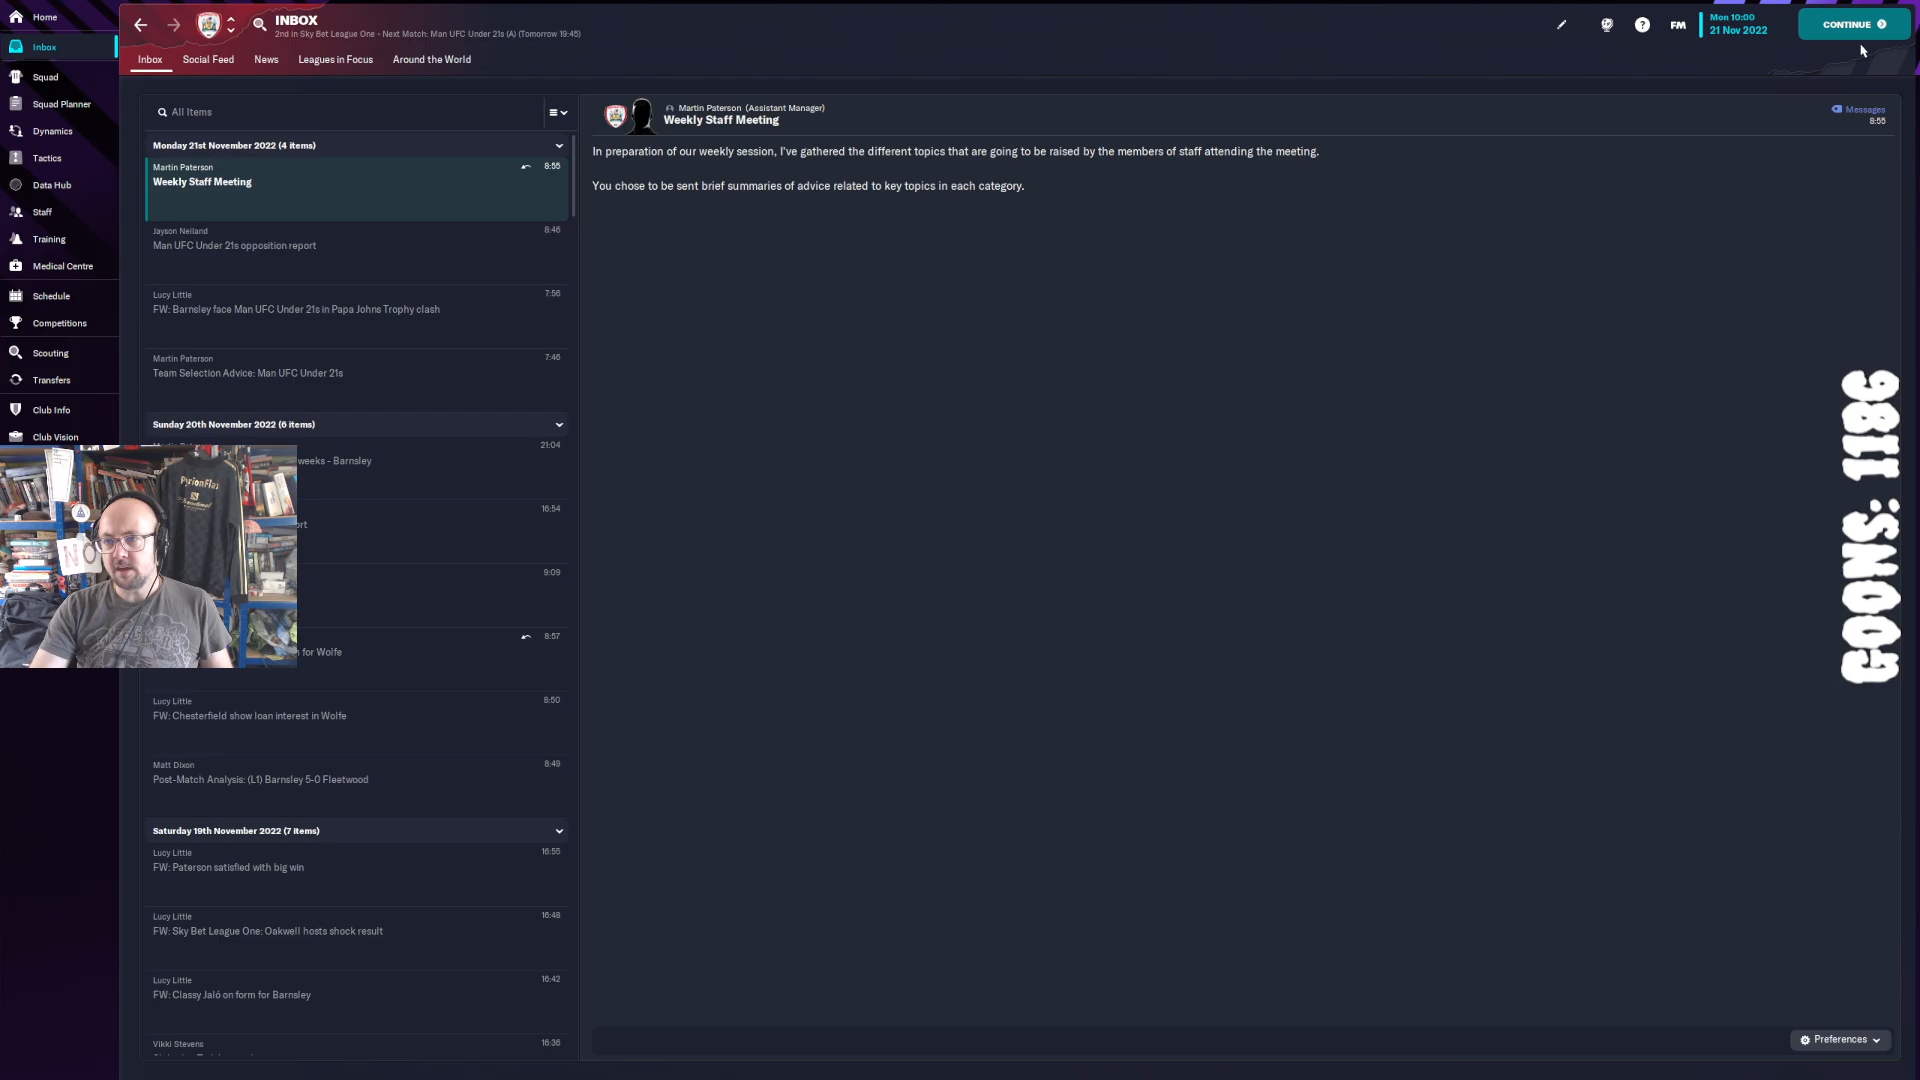 Home
Inbox
Squad
Squad Planner
Dynamics
Tactics
Data Hub
Staff
Training
Medical Centre
Schedule
Competitions
Scouting
Transfers
Club Info
Club Vision
INBOX
2nd in Sky Bet League One - Next Match: Man UFC Under 21s (A) (Tomorrow 19:45)
FM
Mon 10:00
21 Nov 2022
CONTINUE
Inbox
Social Feed
News
Leagues in Focus
Around the World
All Items
Monday 21st November 2022 (4 items)
Martin Paterson 8:55
Weekly Staff Meeting
Jayson Neiland 8:46
Man UFC Under 21s opposition report
Lucy Little 7:56
FW: Barnsley face Man UFC Under 21s in Papa Johns Trophy clash
Martin Paterson 7:46
Team Selection Advice: Man UFC Under 21s
Sunday 20th November 2022 (6 items)
21:04
weeks - Barnsley
16:54
9:09
8:57
for Wolfe
Lucy Little 8:50
FW: Chesterfield show loan interest in Wolfe
Matt Dixon 8:49
Post-Match Analysis: (L1) Barnsley 5-0 Fleetwood
Saturday 19th November 2022 (7 items)
Lucy Little 16:55
FW: Paterson satisfied with big win
Lucy Little 16:48
FW: Sky Bet League One: Oakwell hosts shock result
Lucy Little 16:42
FW: Classy Jaló on form for Barnsley
Vikki Stevens 16:36
Martin Paterson (Assistant Manager)
Weekly Staff Meeting
Messages
8:55
In preparation of our weekly session, I've gathered the different topics that are going to be raised by the members of staff attending the meeting.
You chose to be sent brief summaries of advice related to key topics in each category.
GOONS: 1186
PyrionFlax
NO
Preferences